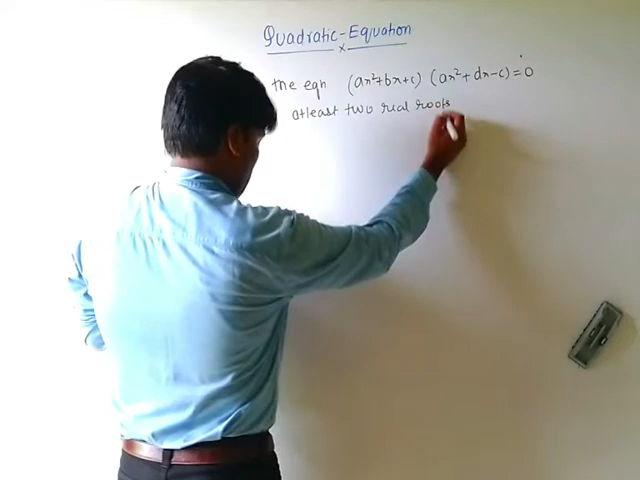 Quadratic-Equation
x
the eqn (ax²+bx+c) (ax²+dx-c)=0
atleast two real roots